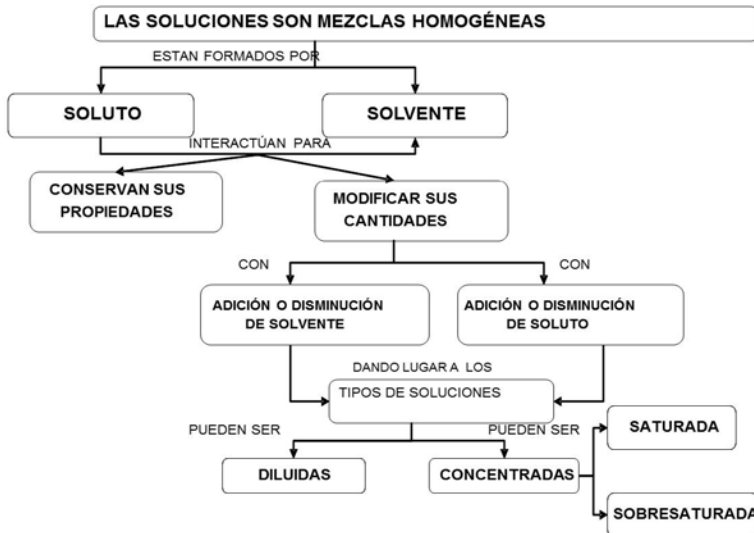 LAS SOLUCIONES SON MEZCLAS HOMOGÉNEAS
ESTAN FORMADOS POR
SOLUTO
SOLVENTE
INTERACTÚAN PARA
CONSERVAN SUS
PROPIEDADES
MODIFICAR SUS
CANTIDADES
CON
CON
ADICIÓN O DISMINUCIÓN
DE SOLVENTE
ADICIÓN O DISMINUCIÓN
DE SOLUTO
DANDO LUGAR A LOS
TIPOS DE SOLUCIONES
PUEDEN SER
PUEDEN SER
SATURADA
DILUIDAS
CONCENTRADAS
SOBRESATURADA